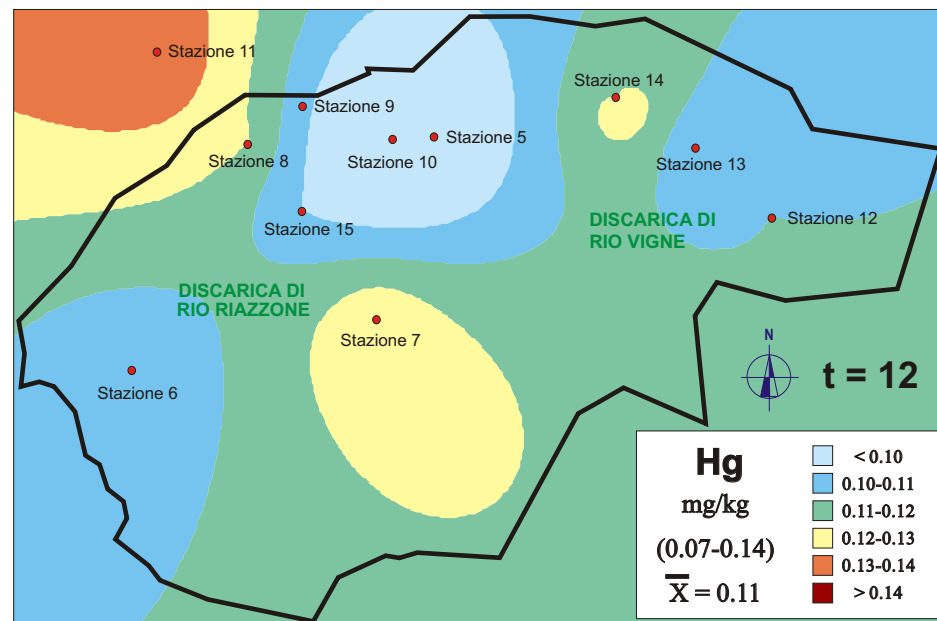 Stazione 11
Stazione 14
Stazione 9
Stazione 5
Stazione 8
Stazione 10
Stazione 13
Stazione 15
DISCARICA DI
RIO VIGNE
Stazione 12
DISCARICA DI
RIO RIAZZONE
Stazione 7
Stazione 6
N
t = 12
Hg
mg/kg
(0.07-0.14)
X̅ = 0.11
< 0.10
0.10-0.11
0.11-0.12
0.12-0.13
0.13-0.14
> 0.14